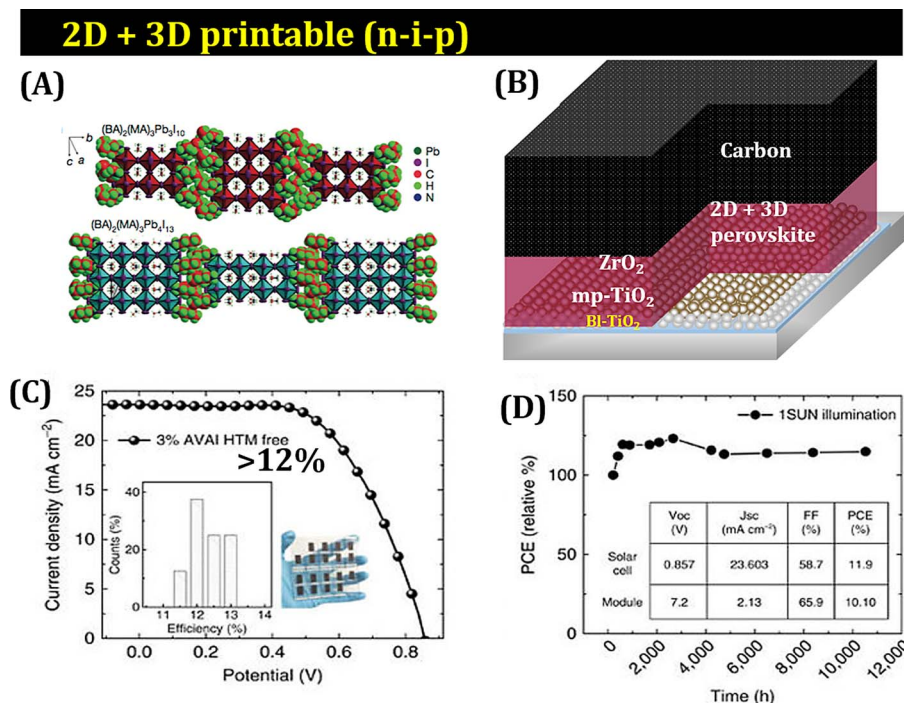 2D + 3D printable (n-i-p)
(A)
(BA)₂(MA)₃Pb₃I₁₀
b
c a
Pb
I
C
H
N
(BA)₂(MA)₃Pb₄I₁₃
(B)
Carbon
2D + 3D
perovskite
ZrO₂
mp-TiO₂
Bl-TiO₂
(C)
Current density (mA cm⁻²)
25
20
15
10
5
0
3% AVAI HTM free
>12%
Counts (%)
40
20
0
11 12 13 14
Efficiency (%)
0.0 0.2 0.4 0.6 0.8
Potential (V)
(D)
PCE (relative %)
150
100
50
0
1SUN illumination
Voc (V) Jsc (mA cm⁻²) FF (%) PCE (%)
Solar cell 0.857 23.603 58.7 11.9
Module 7.2 2.13 65.9 10.10
0 2,000 4,000 6,000 8,000 10,000 12,000
Time (h)